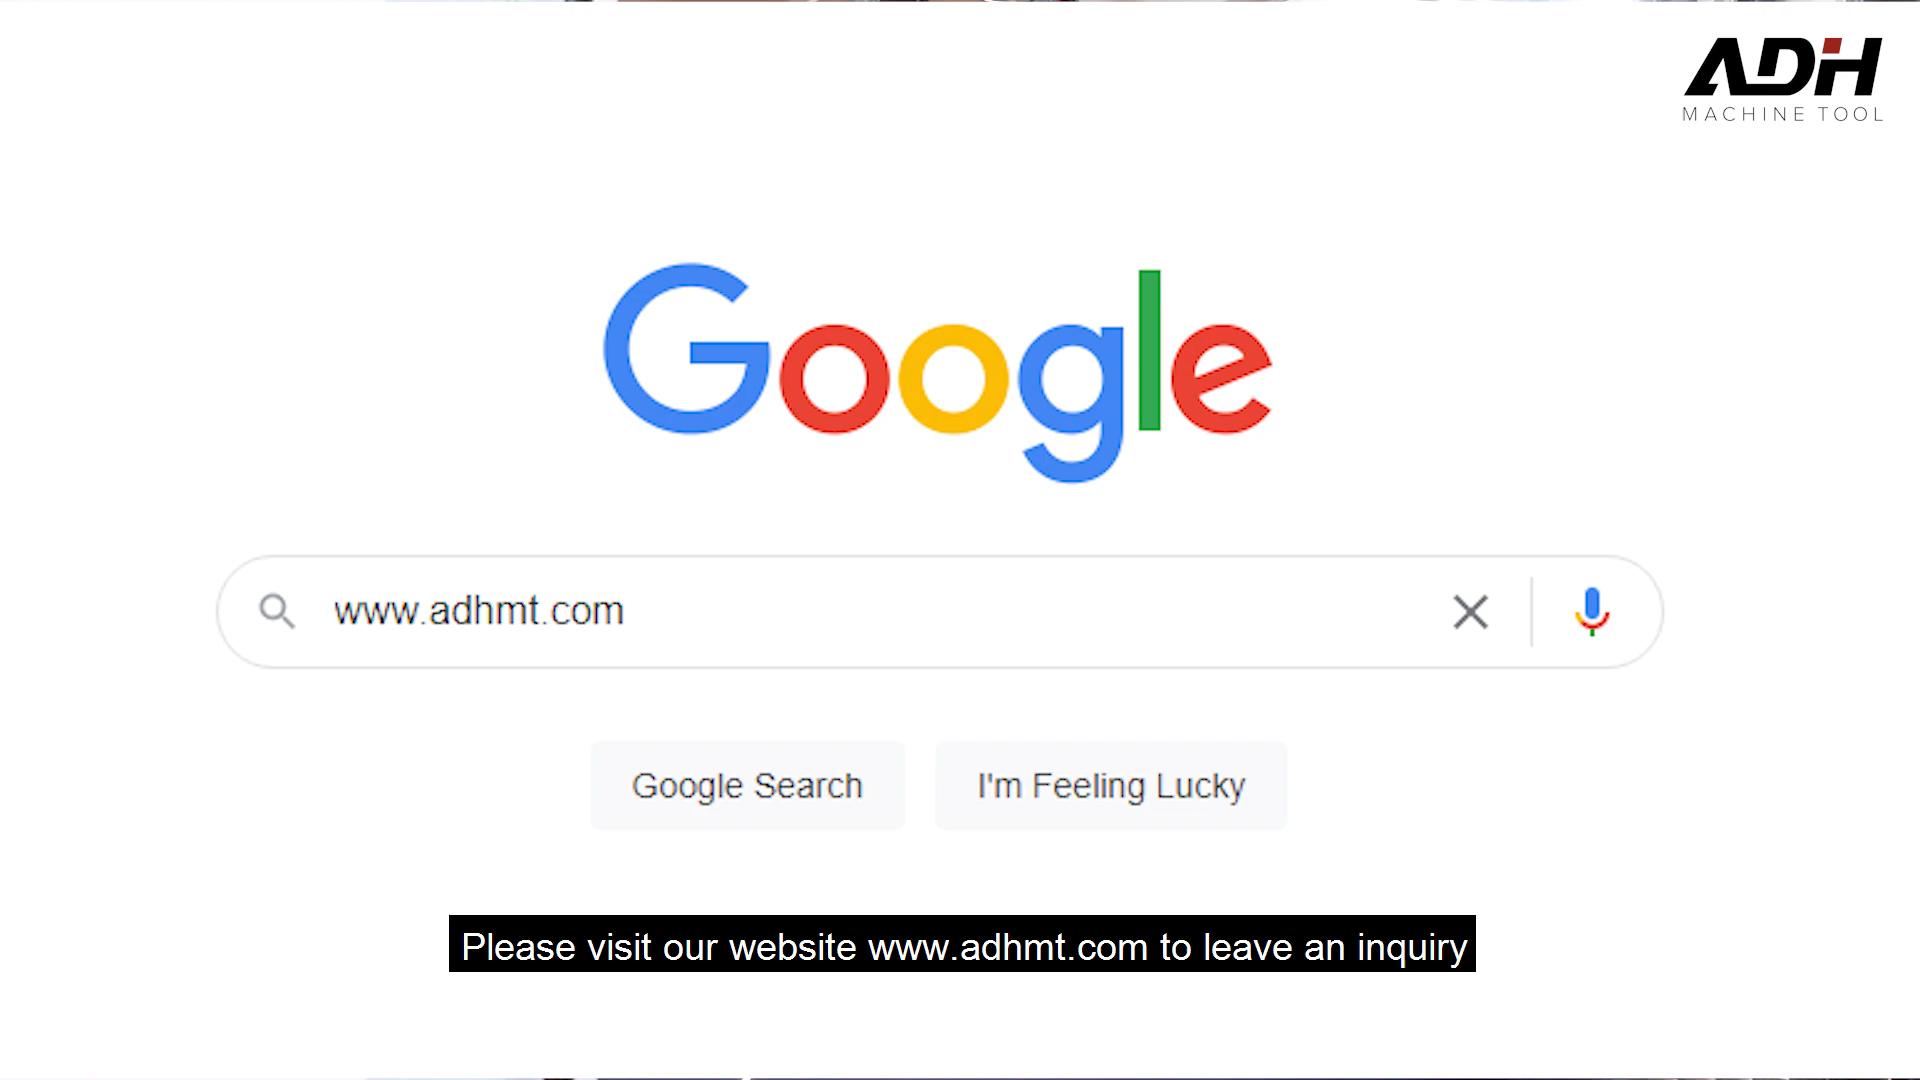 ADH
MACHINE TOOL
Google
www.adhmt.com
Google Search
I'm Feeling Lucky
Please visit our website www.adhmt.com to leave an inquiry